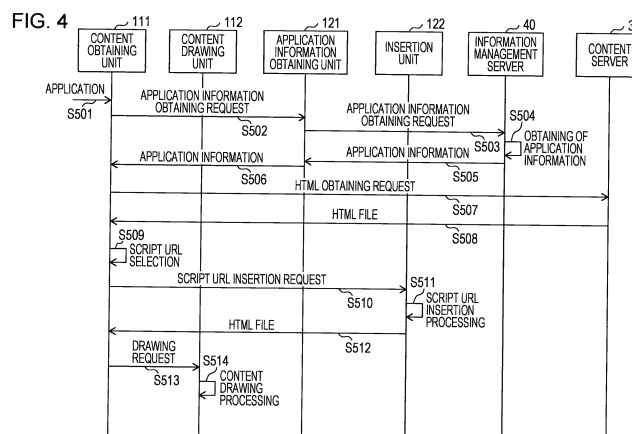 FIG. 4
111
CONTENT
OBTAINING
UNIT
112
CONTENT
DRAWING
UNIT
121
APPLICATION
INFORMATION
OBTAINING UNIT
122
INSERTION
UNIT
40
INFORMATION
MANAGEMENT
SERVER
CONTENT
SERVER
APPLICATION
S501
APPLICATION INFORMATION
OBTAINING REQUEST
S502
APPLICATION INFORMATION
OBTAINING REQUEST
S503
S504
OBTAINING OF
APPLICATION
INFORMATION
APPLICATION INFORMATION
S505
APPLICATION INFORMATION
S506
HTML OBTAINING REQUEST
S507
HTML FILE
S508
S509
SCRIPT URL
SELECTION
SCRIPT URL INSERTION REQUEST
S510
S511
SCRIPT URL
INSERTION
PROCESSING
HTML FILE
S512
DRAWING
REQUEST
S513
S514
CONTENT
DRAWING
PROCESSING